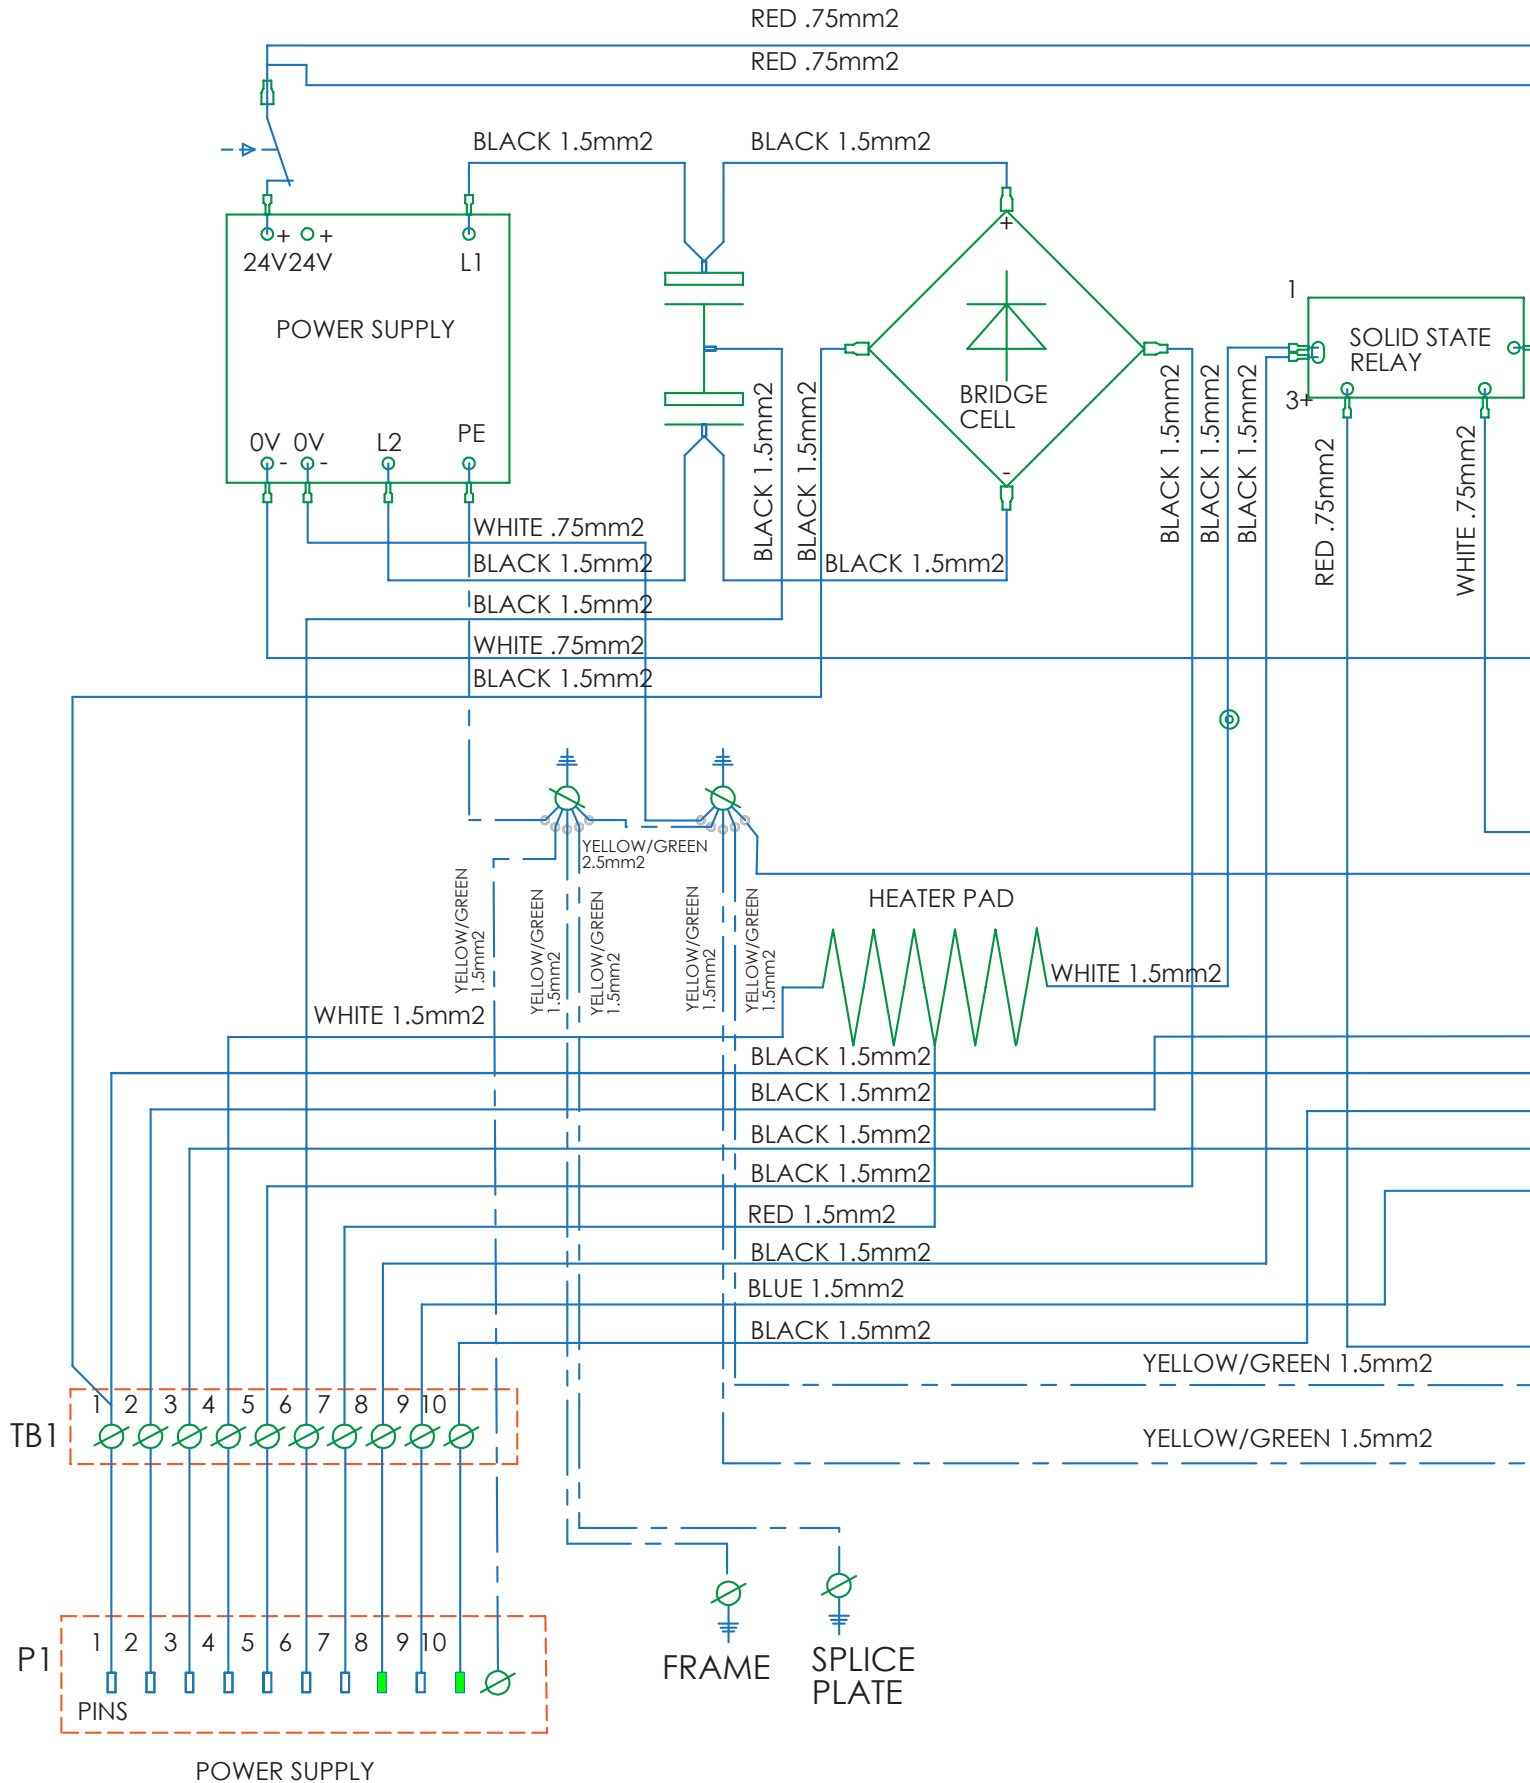 RED .75mm2
RED .75mm2
BLACK 1.5mm2
BLACK 1.5mm2
+
+
24V
24V
L1
POWER SUPPLY
0V
-
0V
-
L2
PE
+
BRIDGE
CELL
-
1
SOLID STATE
RELAY
3+
BLACK 1.5mm2
BLACK 1.5mm2
BLACK 1.5mm2
BLACK 1.5mm2
BLACK 1.5mm2
RED .75mm2
WHITE .75mm2
WHITE .75mm2
BLACK 1.5mm2
BLACK 1.5mm2
BLACK 1.5mm2
WHITE .75mm2
BLACK 1.5mm2
YELLOW/GREEN
2.5mm2
YELLOW/GREEN
1.5mm2
YELLOW/GREEN
1.5mm2
YELLOW/GREEN
1.5mm2
YELLOW/GREEN
1.5mm2
YELLOW/GREEN
1.5mm2
HEATER PAD
WHITE 1.5mm2
WHITE 1.5mm2
BLACK 1.5mm2
BLACK 1.5mm2
BLACK 1.5mm2
BLACK 1.5mm2
RED 1.5mm2
BLACK 1.5mm2
BLUE 1.5mm2
BLACK 1.5mm2
YELLOW/GREEN 1.5mm2
YELLOW/GREEN 1.5mm2
TB1
1 2 3 4 5 6 7 8 9 10
P1
1 2 3 4 5 6 7 8 9 10
PINS
FRAME
SPLICE
PLATE
POWER SUPPLY